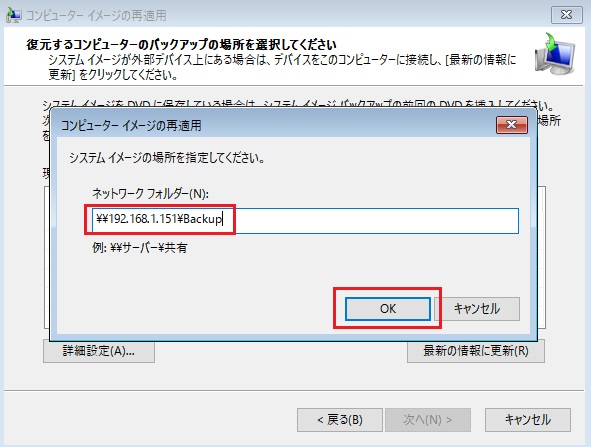 コンピューター イメージの再適用
復元するコンピューターのバックアップの場所を選択してください
システム イメージが外部デバイス上にある場合は、デバイスをこのコンピューターに接続し、[最新の情報に
更新] をクリックしてください。
システム イメージを DVD に保存している場合は、システム イメージ バックアップの前回の DVD を挿入してください。
次
場所
を
現
コンピューター イメージの再適用
システム イメージの場所を指定してください。
ネットワーク フォルダー(N):
¥¥192.168.1.151¥Backup
例: ¥¥サーバー¥共有
OK
キャンセル
詳細設定(A)...
最新の情報に更新(R)
< 戻る(B)
次へ(N) >
キャンセル